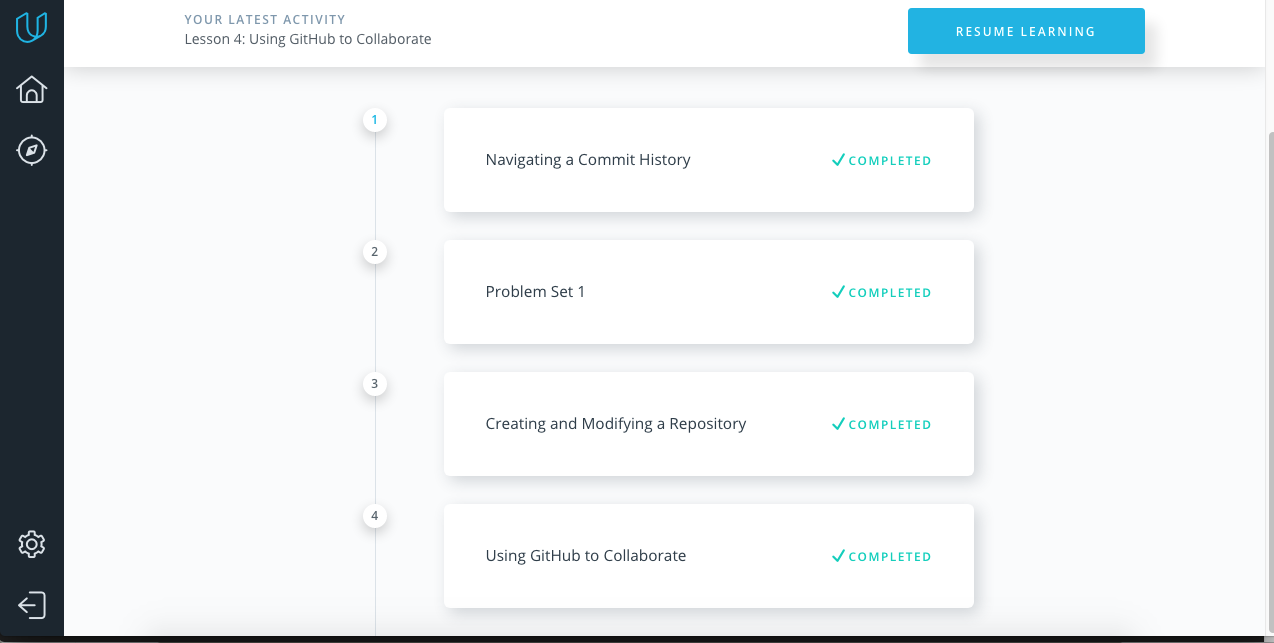 YOUR LATEST ACTIVITY
Lesson 4: Using GitHub to Collaborate
RESUME LEARNING
1
Navigating a Commit History
COMPLETED
2
Problem Set 1
COMPLETED
3
Creating and Modifying a Repository
COMPLETED
4
Using GitHub to Collaborate
COMPLETED